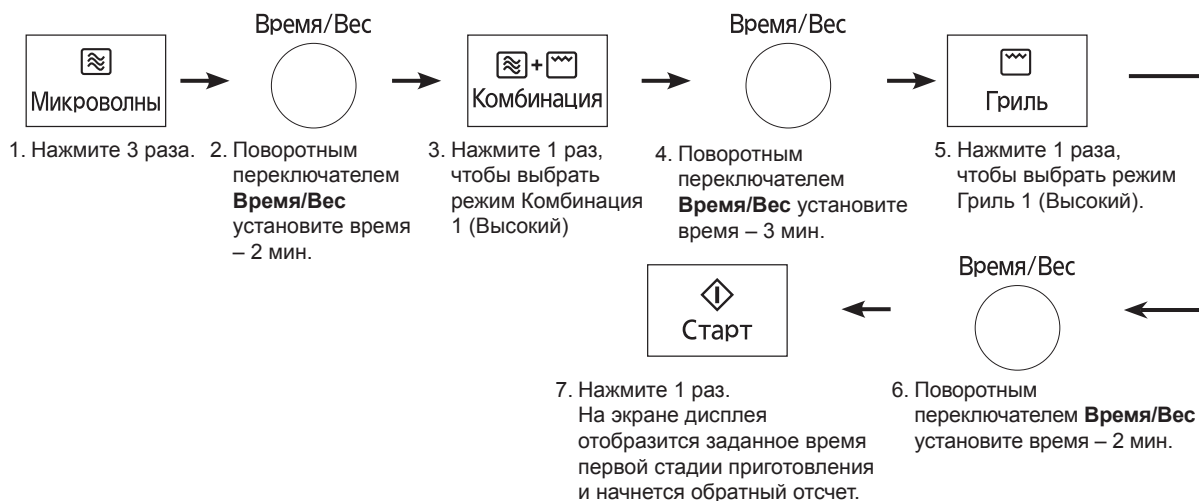 Время/Вес
Время/Вес
Микроволны
Комбинация
Гриль
1. Нажмите 3 раза.
2. Поворотным
переключателем
Время/Вес
установите время
– 2 мин.
3. Нажмите 1 раз,
чтобы выбрать
режим Комбинация
1 (Высокий)
4. Поворотным
переключателем
Время/Вес установите
время – 3 мин.
5. Нажмите 1 раза,
чтобы выбрать режим
Гриль 1 (Высокий).
Время/Вес
6. Поворотным
переключателем Время/Вес
установите время – 2 мин.
Старт
7. Нажмите 1 раз.
На экране дисплея
отобразится заданное время
первой стадии приготовления
и начнется обратный отсчет.